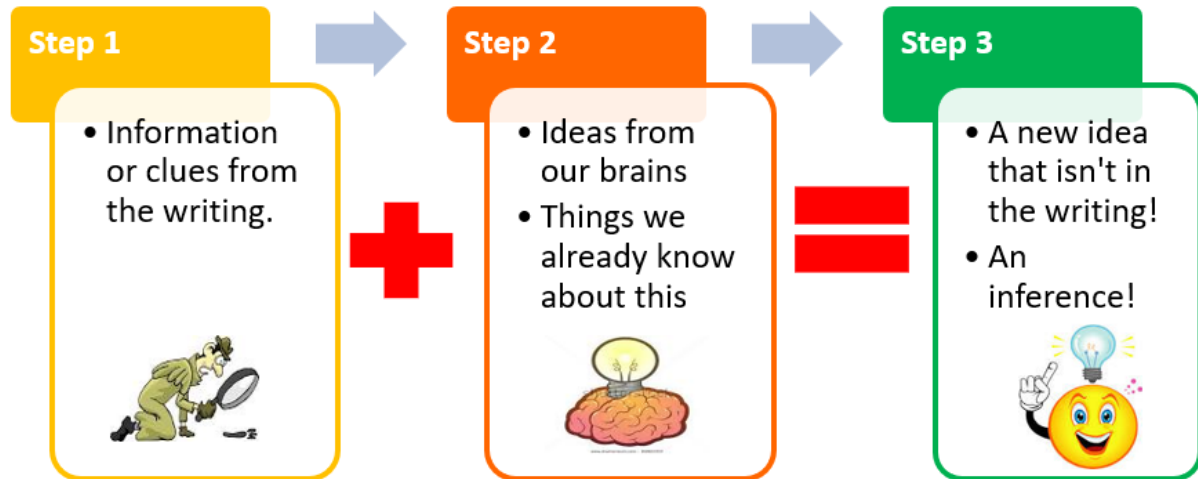 Step 1
• Information
or clues from
the writing.
Step 2
• Ideas from
our brains
• Things we
already know
about this
Step 3
• A new idea
that isn't in
the writing!
• An
inference!